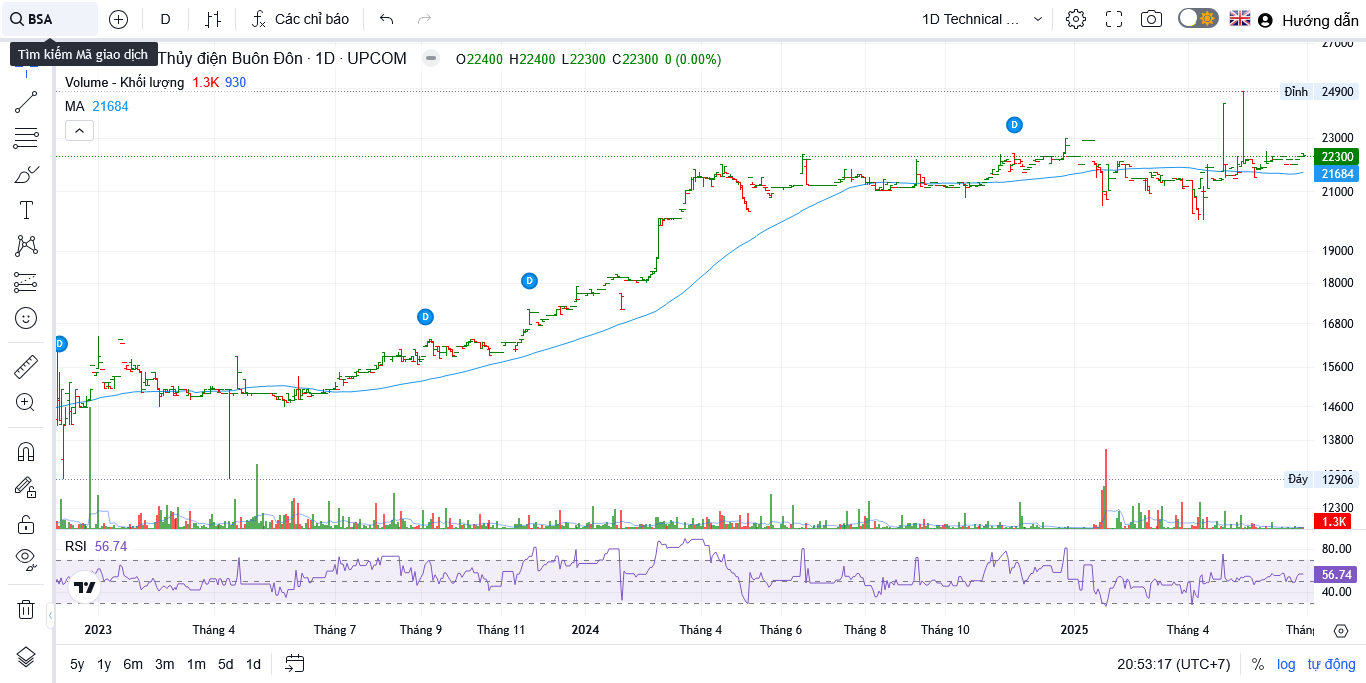 BSA
D
Các chỉ báo
1D Technical ...
Hướng dẫn
Tìm kiếm Mã giao dịch
Thủy điện Buôn Đôn · 1D · UPCOM
O22400 H22400 L22300 C22300 0 (0.00%)
Volume - Khối lượng 1.3K 930
MA 21684
D
D
D
D
27000
Đỉnh 24900
23000
22300
21684
21000
19000
18000
16800
15600
14600
13800
Đáy 12906
12300
1.3K
RSI 56.74
80.00
56.74
40.00
2023 Tháng 4 Tháng 7 Tháng 9 Tháng 11 2024 Tháng 4 Tháng 6 Tháng 8 Tháng 10 2025 Tháng 4
5y 1y 6m 3m 1m 5d 1d
20:53:17 (UTC+7) % log tự động